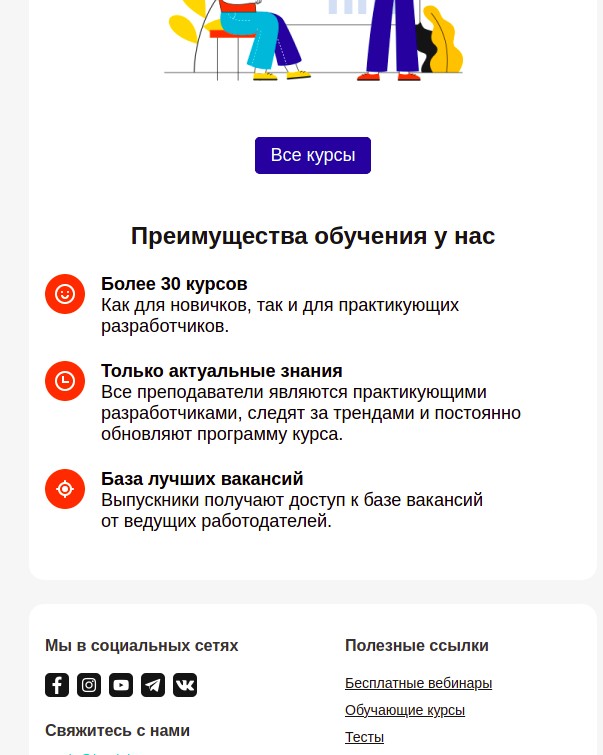 Все курсы
Преимущества обучения у нас
Более 30 курсов
Как для новичков, так и для практикующих
разработчиков.
Только актуальные знания
Все преподаватели являются практикующими
разработчиками, следят за трендами и постоянно
обновляют программу курса.
База лучших вакансий
Выпускники получают доступ к базе вакансий
от ведущих работодателей.
Мы в социальных сетях
Свяжитесь с нами
Полезные ссылки
Бесплатные вебинары
Обучающие курсы
Тесты